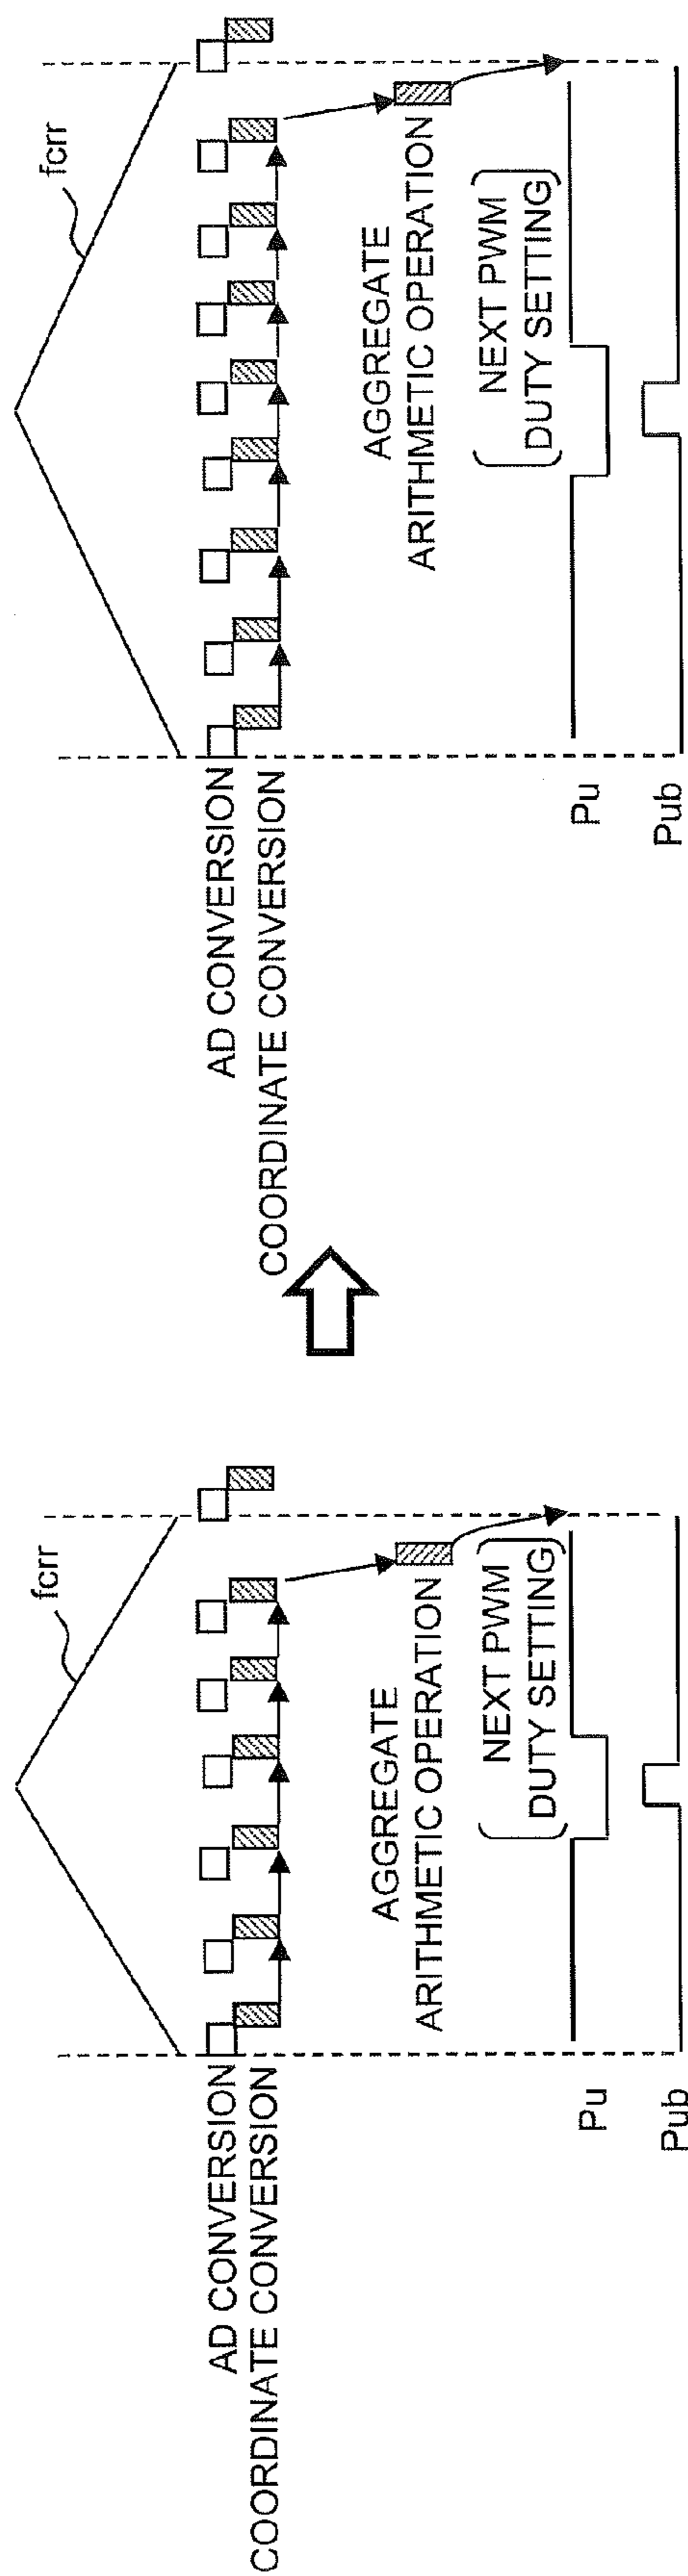 fcrr
AD CONVERSION
COORDINATE CONVERSION
AGGREGATE
ARITHMETIC OPERATION
NEXT PWM
DUTY SETTING
Pu
Pub
fcrr
AD CONVERSION
COORDINATE CONVERSION
AGGREGATE
ARITHMETIC OPERATION
NEXT PWM
DUTY SETTING
Pu
Pub